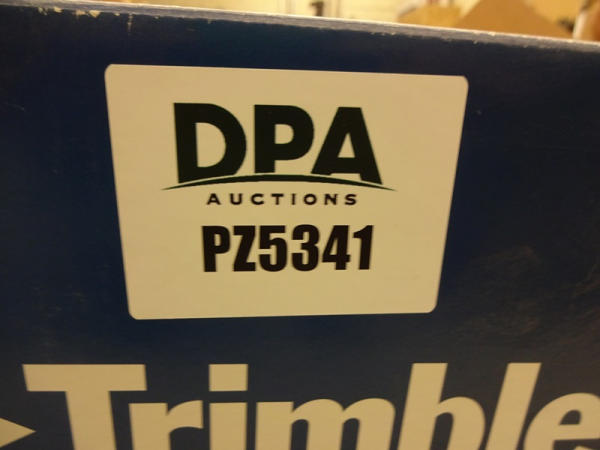 DPA
AUCTIONS
PZ5341
Trimble